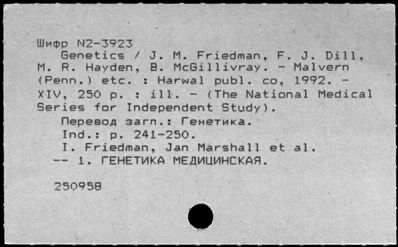 Шифр N2-3923
Genetics / J. M. Friedman, F. J. Dill,
M. R. Hayden, B. McGillivray. - Malvern
(Penn.) etc. : Harwal publ. co, 1992. -
XIV, 250 p. : ill. - (The National Medical
Series for Independent Study).
Перевод загл.: Генетика.
Ind.: p. 241-250.
I. Friedman, Jan Marshall et al.
-- 1. ГЕНЕТИКА МЕДИЦИНСКАЯ.
250958